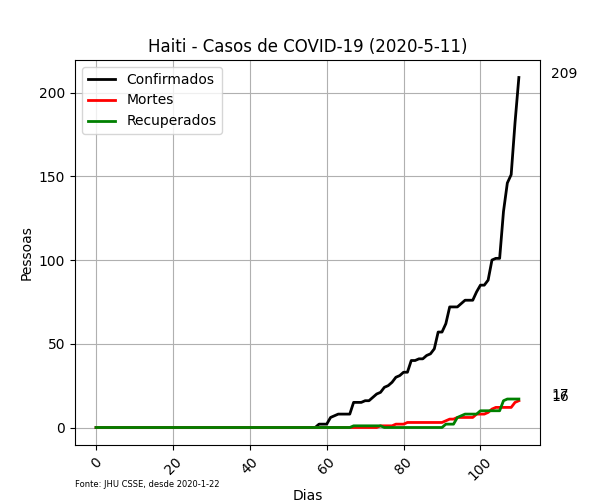 Haiti - Casos de COVID-19 (2020-5-11)
Confirmados
Mortes
Recuperados
209
200
150
100
50
0
17
16
Pessoas
0
20
40
60
80
100
Fonte: JHU CSSE, desde 2020-1-22
Dias